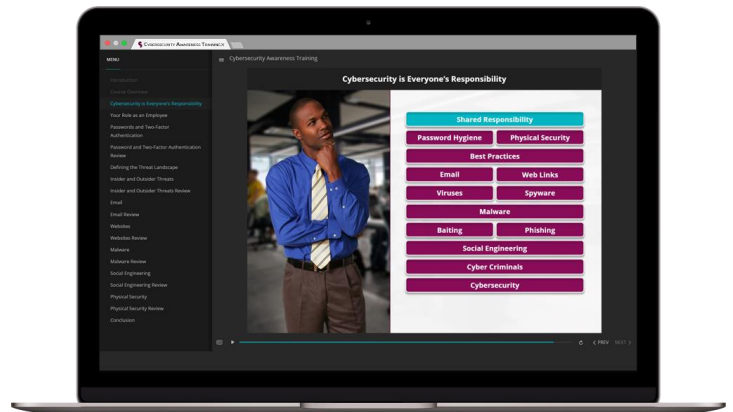 CYBERSECURITY AWARENESS TRAINING
MENU
Cybersecurity Awareness Training
Introduction
Course Overview
Cybersecurity is Everyone's Responsibility
Your Role as an Employee
Passwords and Two-Factor
Authentication
Password and Two-Factor Authentication
Review
Defining the Threat Landscape
Insider and Outsider Threats
Insider and Outsider Threats Review
Email
Email Review
Websites
Websites Review
Malware
Malware Review
Social Engineering
Social Engineering Review
Physical Security
Physical Security Review
Conclusion
Cybersecurity is Everyone's Responsibility
Shared Responsibility
Password Hygiene Physical Security
Best Practices
Email Web Links
Viruses Spyware
Malware
Baiting Phishing
Social Engineering
Cyber Criminals
Cybersecurity
PREV NEXT